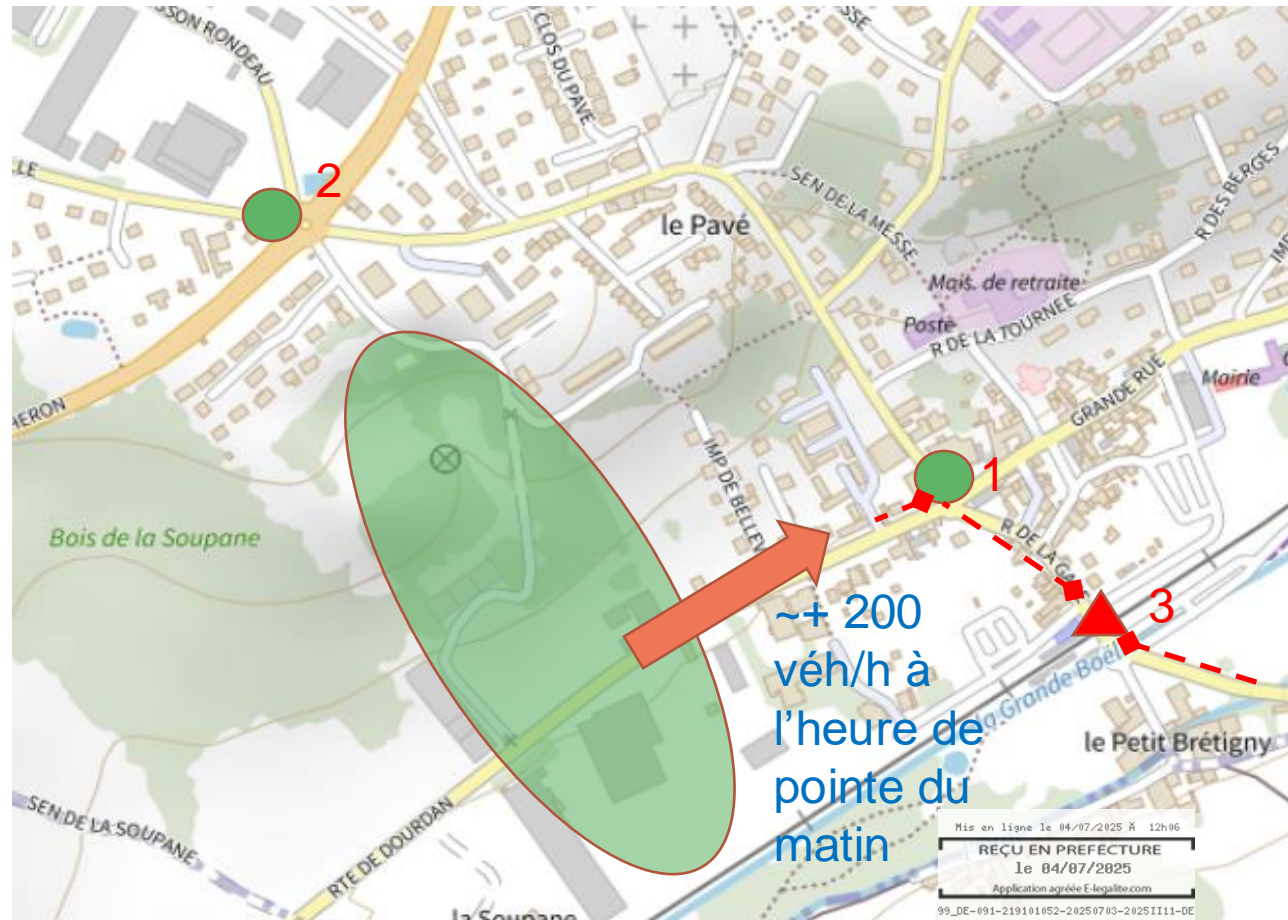 SSON RONDEAU
CLOS DU PAVE
SSE
2
LLE
SEN DE LA MESSE
R DES BERGES
le Pavé
Mais. de retraite
Poste
R DE LA TOURNEE
Mairie
GRANDE RUE
HERON
IMP DE BELLEV
1
Bois de la Soupane
R DE LA GA
3
~+ 200
véh/h à
l'heure de
pointe du
matin
la Grande Boël
le Petit Brétigny
SEN DE LA SOUPANE
RTE DE DOURDAN
la Soupane
Mis en ligne le 04/07/2025 à 12h06
REÇU EN PREFECTURE
le 04/07/2025
Application agréée E-legalite.com
99_DE-091-219101052-20250703-2025II11-DE